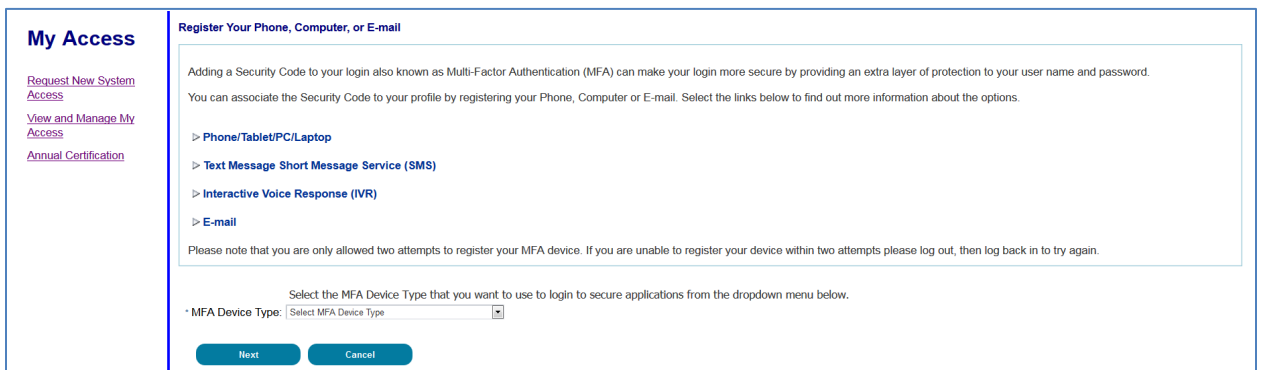 My Access
Request New System
Access
View and Manage My
Access
Annual Certification
Register Your Phone, Computer, or E-mail
Adding a Security Code to your login also known as Multi-Factor Authentication (MFA) can make your login more secure by providing an extra layer of protection to your user name and password.
You can associate the Security Code to your profile by registering your Phone, Computer or E-mail. Select the links below to find out more information about the options.
Phone/Tablet/PC/Laptop
Text Message Short Message Service (SMS)
Interactive Voice Response (IVR)
E-mail
Please note that you are only allowed two attempts to register your MFA device. If you are unable to register your device within two attempts please log out, then log back in to try again.
Select the MFA Device Type that you want to use to login to secure applications from the dropdown menu below.
* MFA Device Type: Select MFA Device Type
Next Cancel